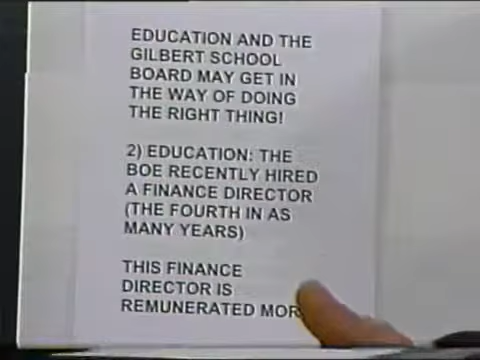 EDUCATION AND THE
GILBERT SCHOOL
BOARD MAY GET IN
THE WAY OF DOING
THE RIGHT THING!
2) EDUCATION: THE
BOE RECENTLY HIRED
A FINANCE DIRECTOR
(THE FOURTH IN AS
MANY YEARS)
THIS FINANCE
DIRECTOR IS
REMUNERATED MOR